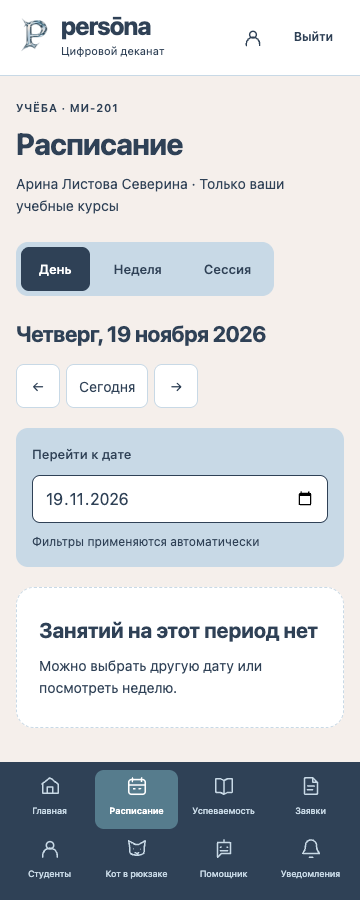 persōna
Цифровой деканат
Выйти
УЧЁБА · МИ-201
Расписание
Арина Листова Северина · Только ваши
учебные курсы
День
Неделя
Сессия
Четверг, 19 ноября 2026
←
Сегодня
→
Перейти к дате
19.11.2026
Фильтры применяются автоматически
Занятий на этот период нет
Можно выбрать другую дату или
посмотреть неделю.
Главная
Расписание
Успеваемость
Заявки
Студенты
Кот в рюкзаке
Помощник
Уведомления